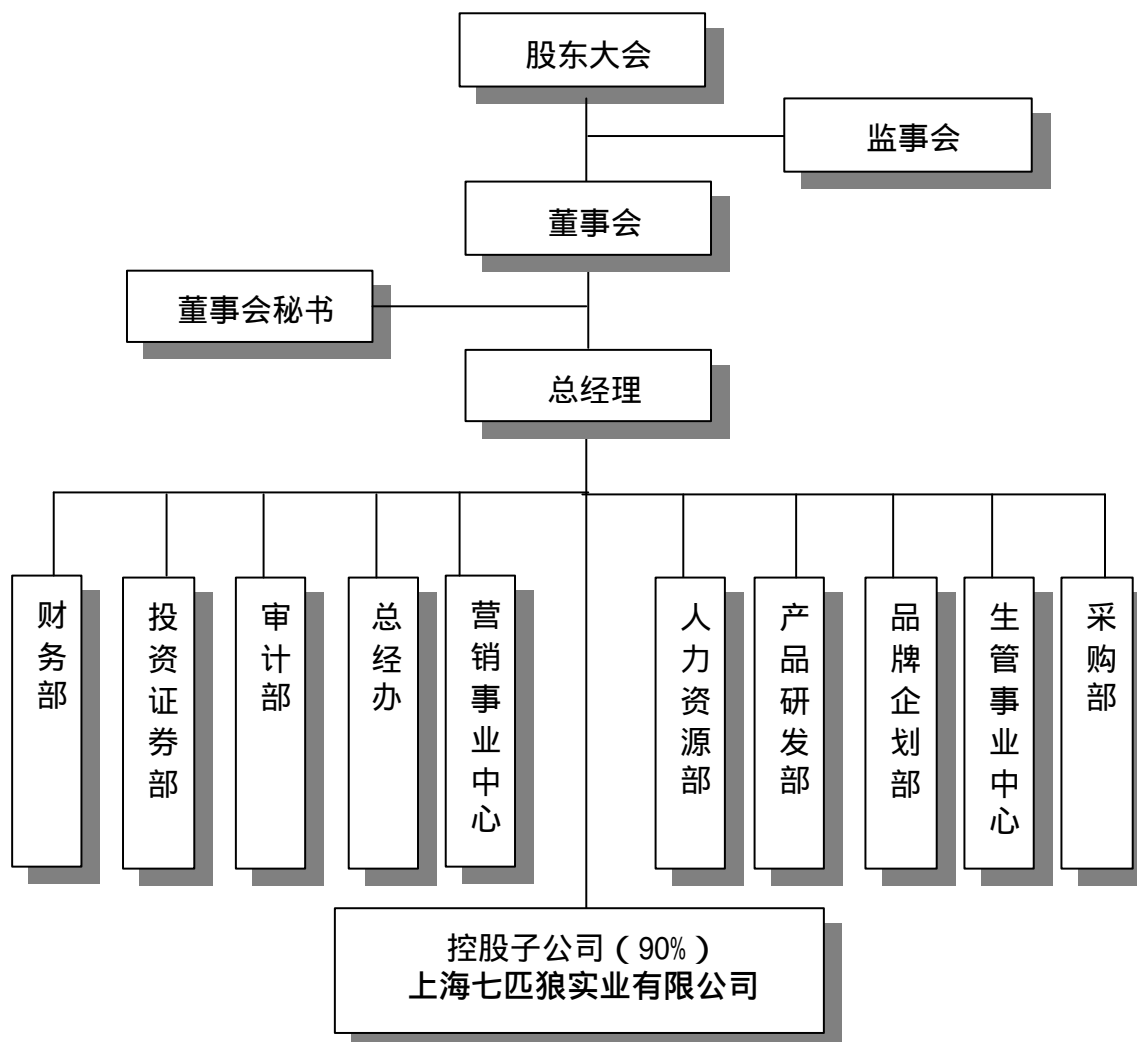 股东大会
监事会
董事会
董事会秘书
总经理
财务部
投资证券部
审计部
总经办
营销事业中心
人力资源部
产品研发部
品牌企划部
生管事业中心
采购部
控股子公司（90%）
上海七匹狼实业有限公司